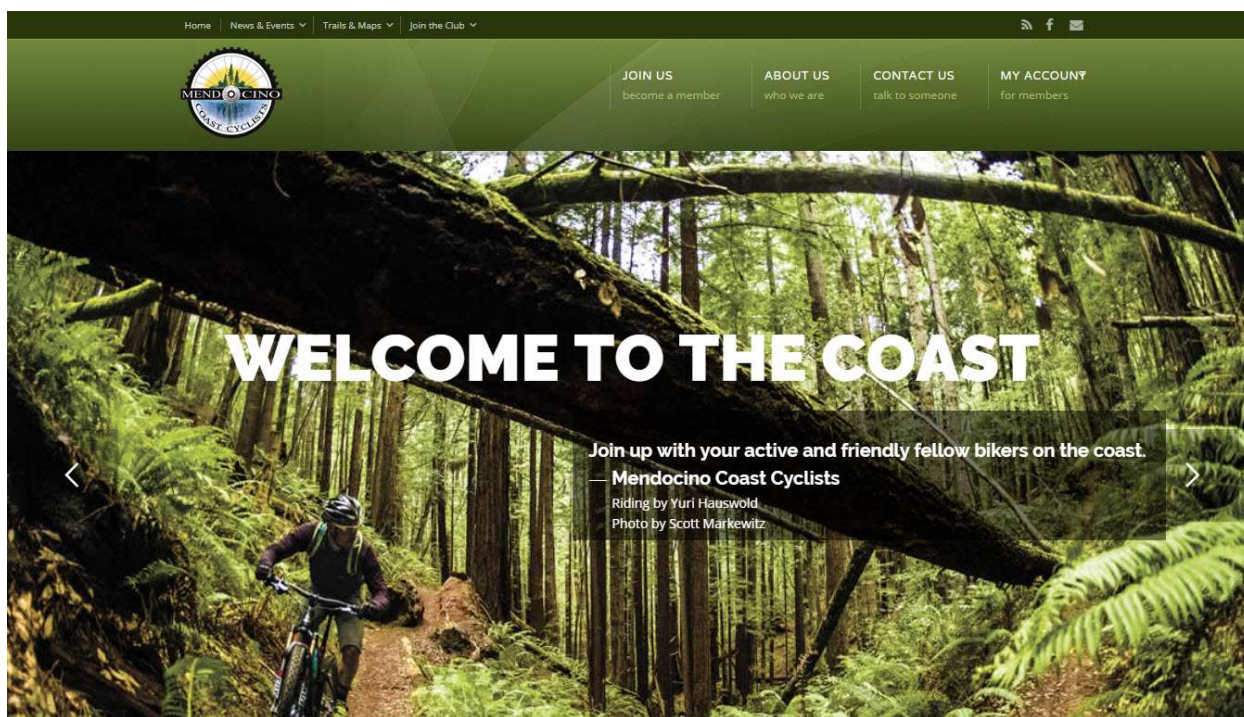 Home
News & Events
Trails & Maps
Join the Club
MENDOCINO
COAST CYCLISTS
JOIN US
become a member
ABOUT US
who we are
CONTACT US
talk to someone
MY ACCOUNT
for members
WELCOME TO THE COAST
Join up with your active and friendly fellow bikers on the coast.
— Mendocino Coast Cyclists
Riding by Yuri Hauswold
Photo by Scott Markewitz